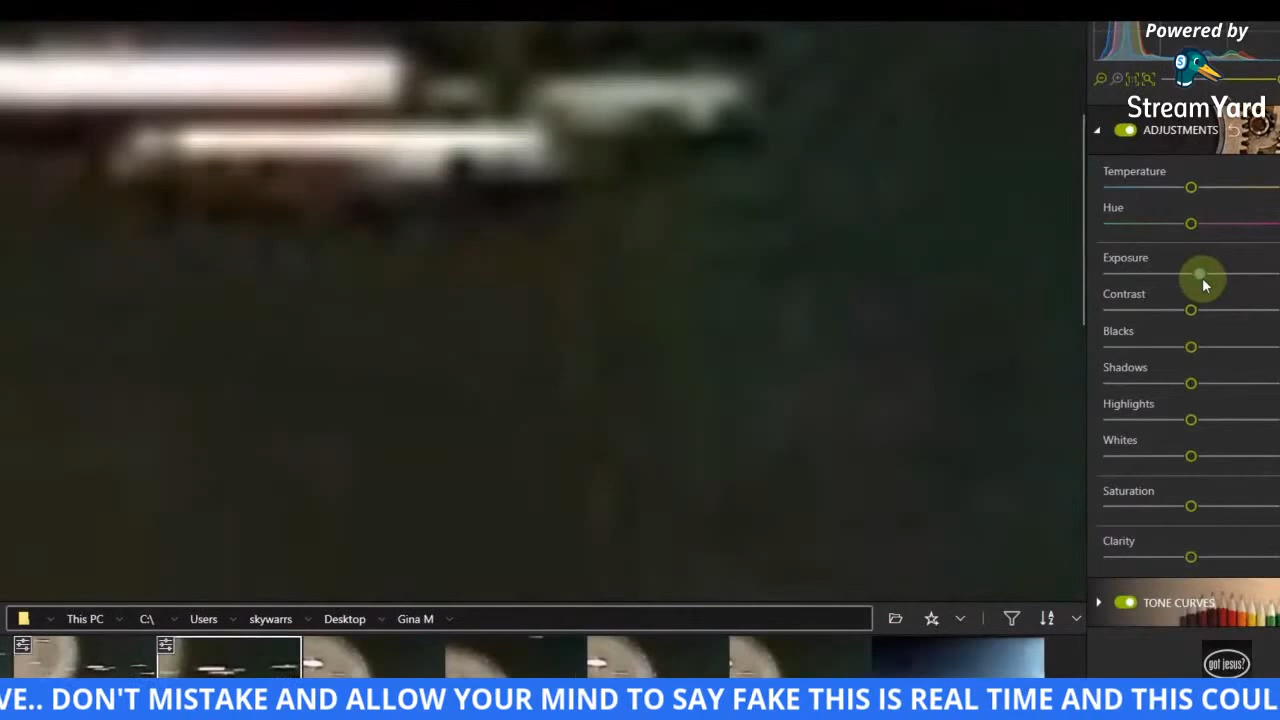 Powered by
StreamYard
ADJUSTMENTS
Temperature
Hue
Exposure
Contrast
Blacks
Shadows
Highlights
Whites
Saturation
Clarity
TONE CURVES
This PC C:\ Users skywarrs Desktop Gina M
got jesus?
VE.. DON'T MISTAKE AND ALLOW YOUR MIND TO SAY FAKE THIS IS REAL TIME AND THIS COUL